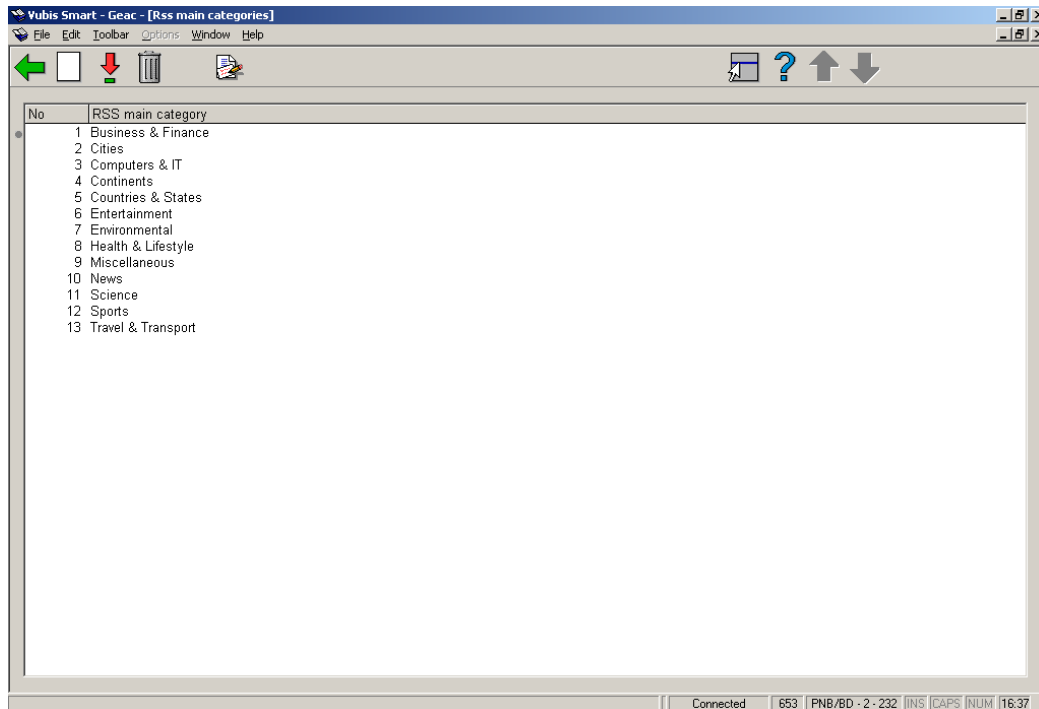 Vubis Smart - Geac - [Rss main categories]
File Edit Toolbar Options Window Help
No RSS main category
1 Business & Finance
2 Cities
3 Computers & IT
4 Continents
5 Countries & States
6 Entertainment
7 Environmental
8 Health & Lifestyle
9 Miscellaneous
10 News
11 Science
12 Sports
13 Travel & Transport
Connected 653 PNB/BD - 2 - 232 INS CAPS NUM 16:37